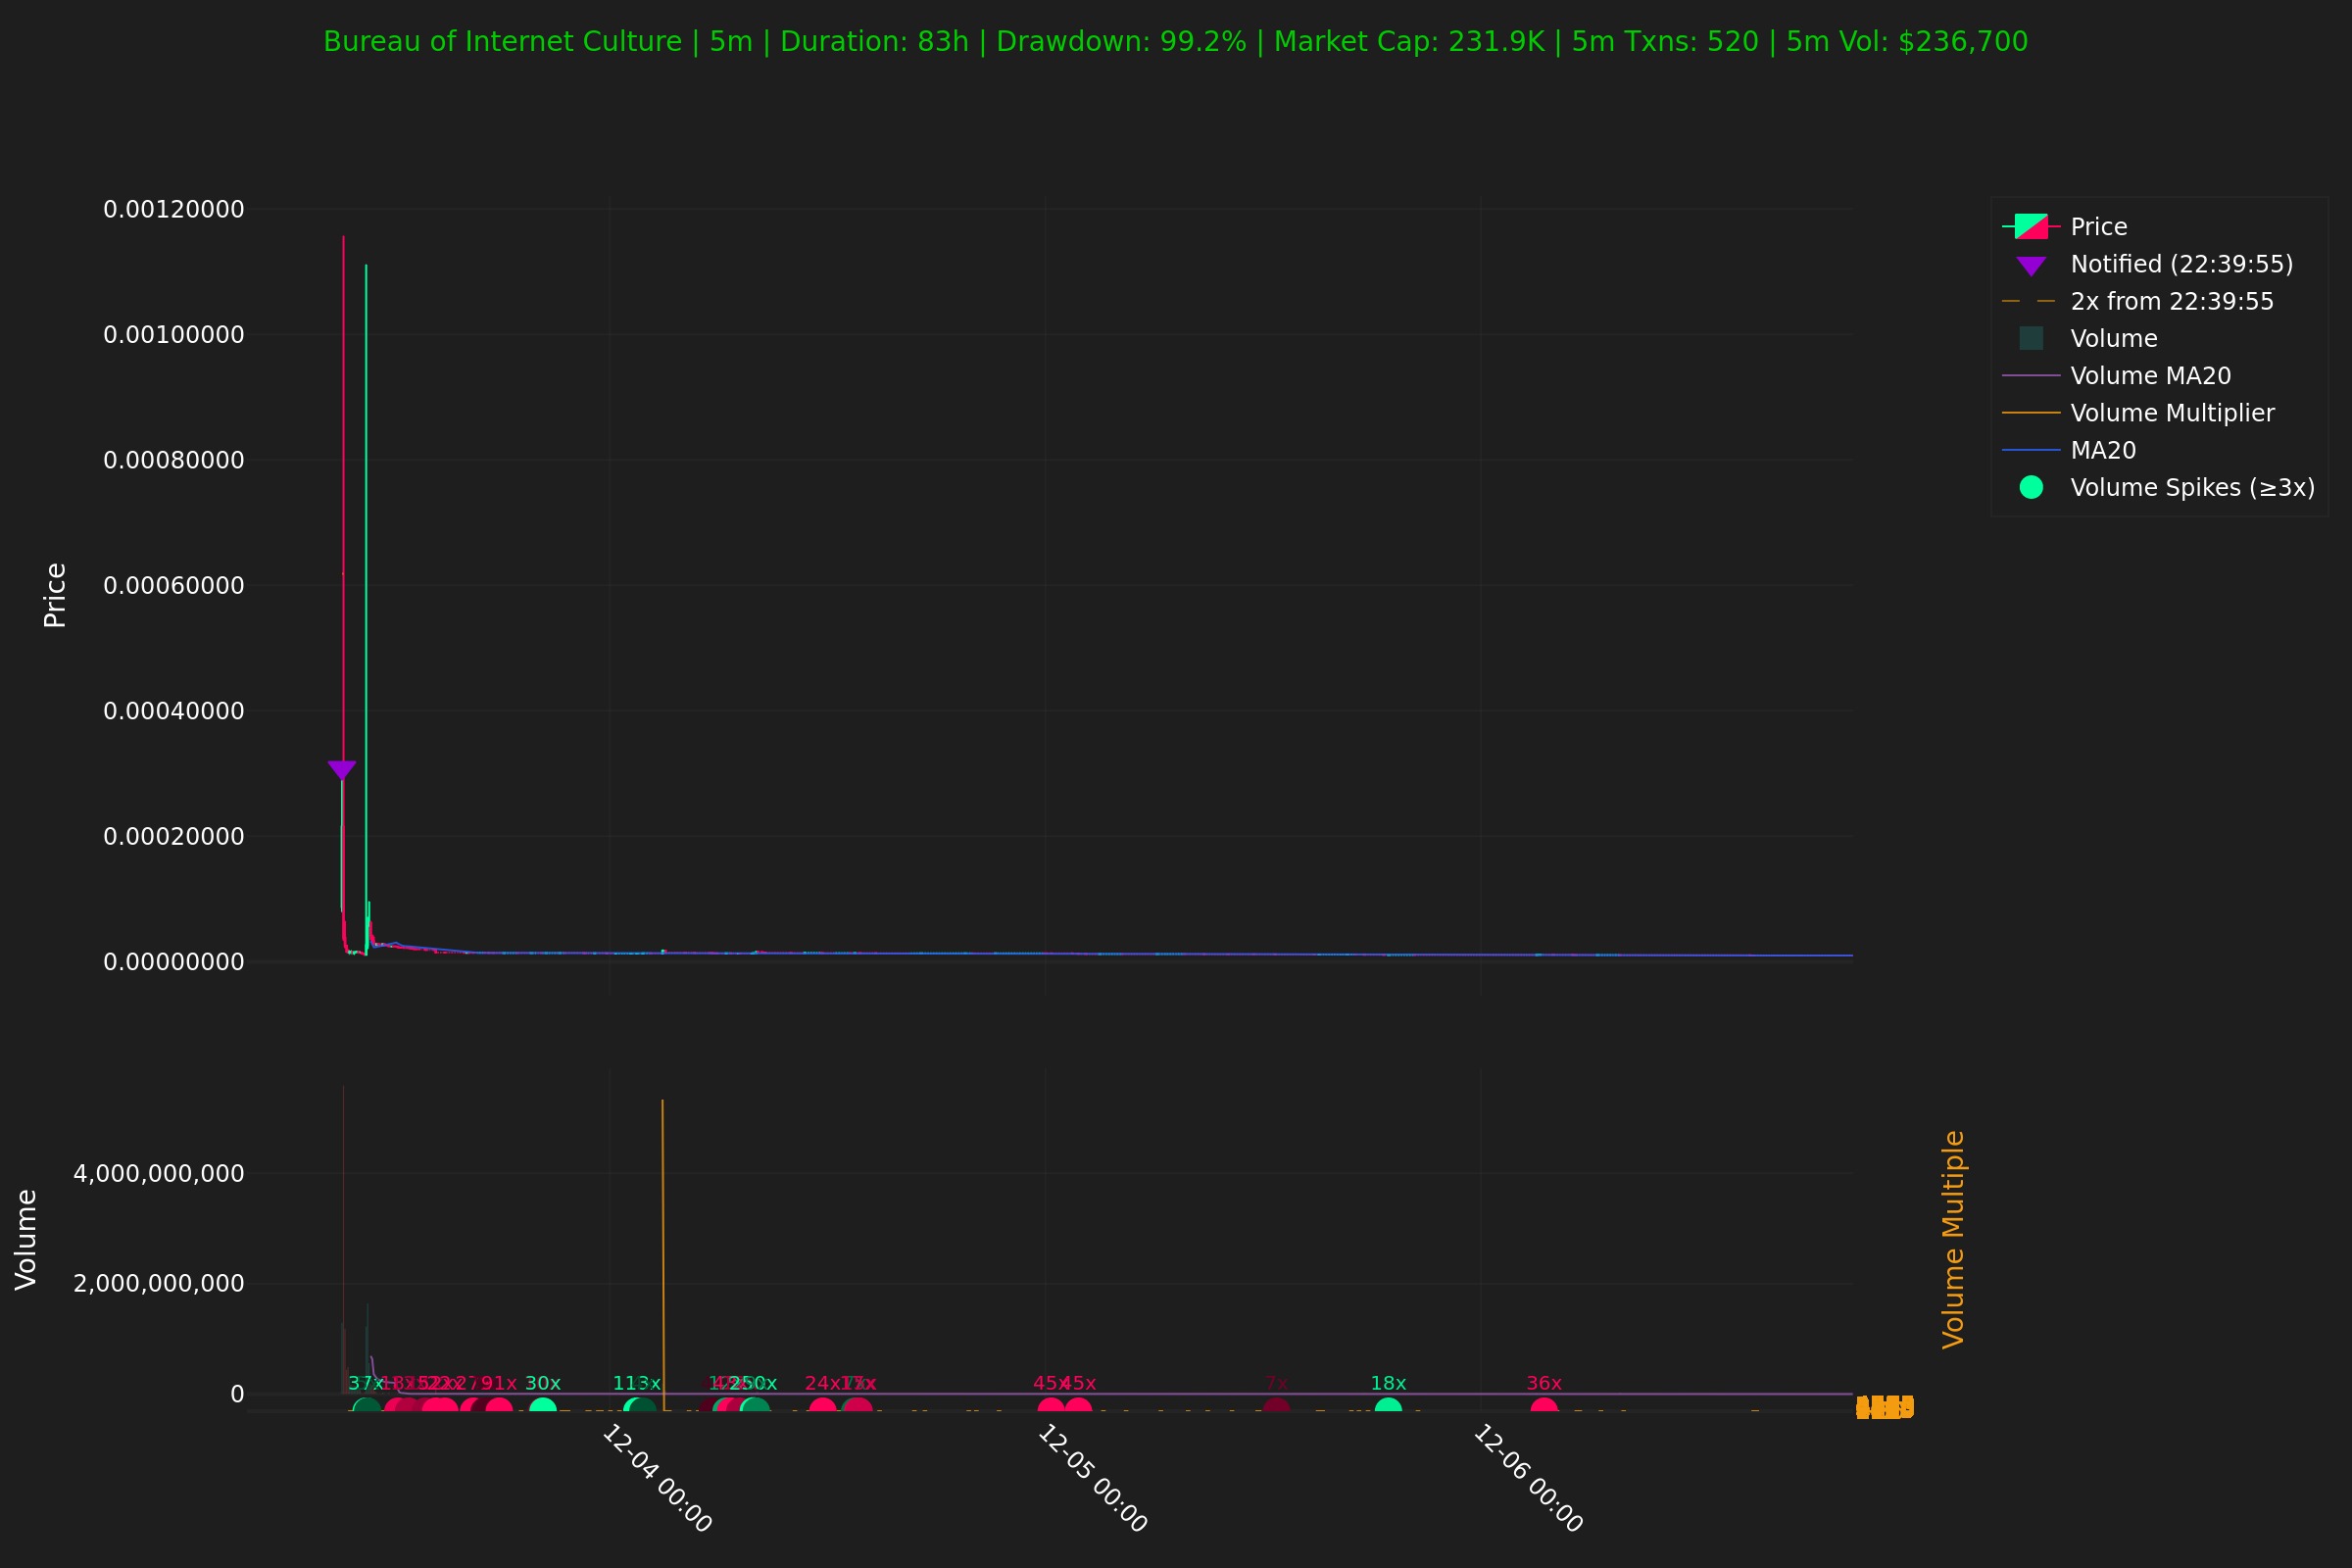 Bureau of Internet Culture | 5m | Duration: 83h | Drawdown: 99.2% | Market Cap: 231.9K | 5m Txns: 520 | 5m Vol: $236,700
Price
0.00120000
0.00100000
0.00080000
0.00060000
0.00040000
0.00020000
0.00000000
Price
Notified (22:39:55)
2x from 22:39:55
Volume
Volume MA20
Volume Multiplier
MA20
Volume Spikes (≥3x)
Volume
4,000,000,000
2,000,000,000
0
37x
18x
91x
30x
113x
250x
24x
45x
45x
7x
18x
36x
Volume Multiple
12-04 00:00
12-05 00:00
12-06 00:00